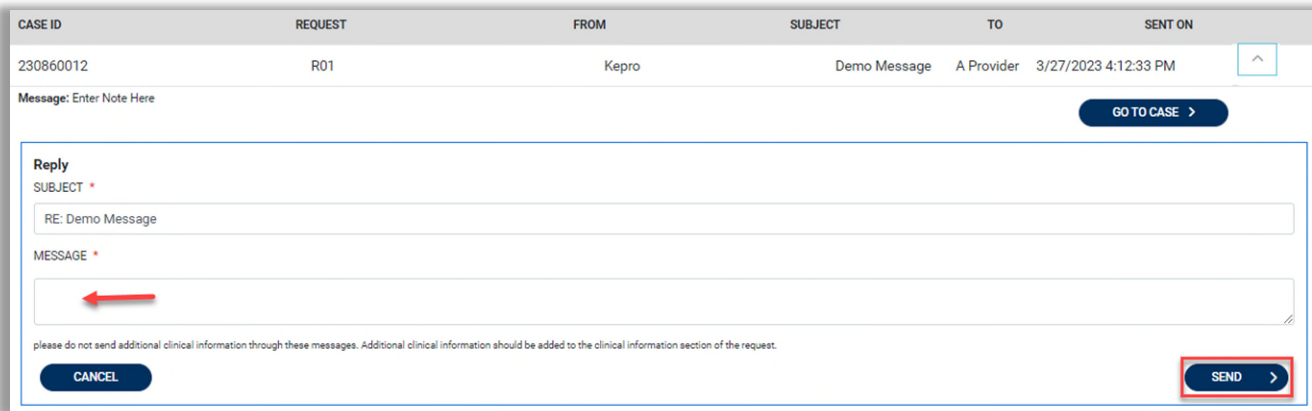 CASE ID REQUEST FROM SUBJECT TO SENT ON
230860012 R01 Kepro Demo Message A Provider 3/27/2023 4:12:33 PM
Message: Enter Note Here
GO TO CASE >
Reply
SUBJECT *
RE: Demo Message
MESSAGE *
please do not send additional clinical information through these messages. Additional clinical information should be added to the clinical information section of the request.
CANCEL SEND >